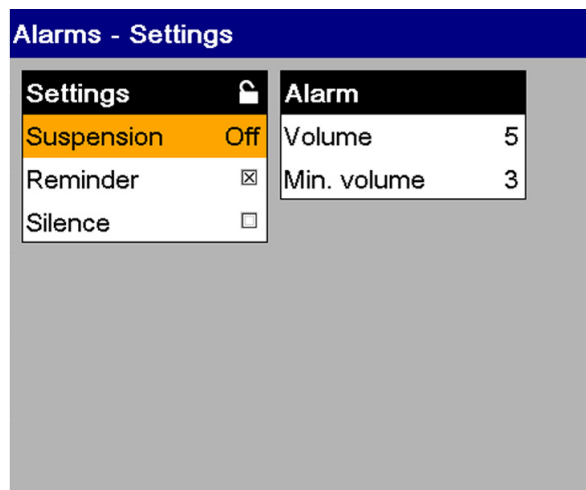 Alarms - Settings
Settings
Suspension Off
Reminder
Silence
Alarm
Volume 5
Min. volume 3